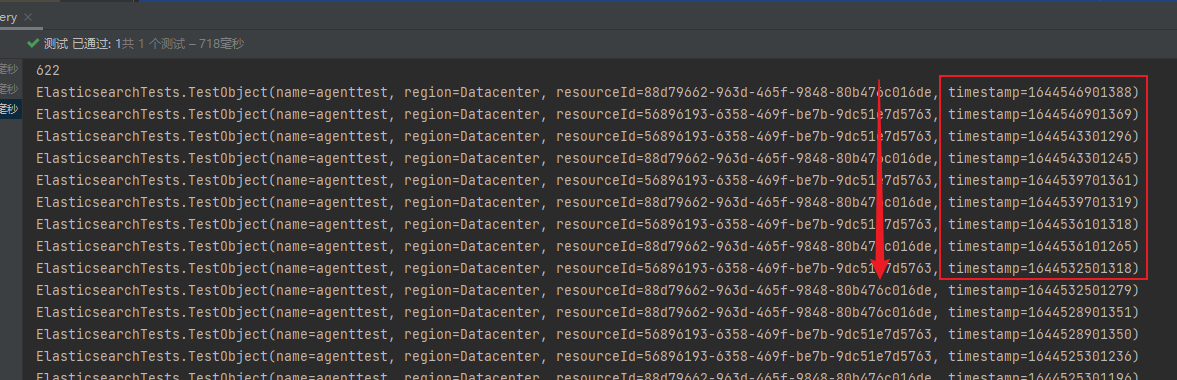 ery ×
测试 已通过: 1共 1 个测试 – 718毫秒
毫秒 622
毫秒 ElasticsearchTests.TestObject(name=agenttest, region=Datacenter, resourceId=88d79662-963d-465f-9848-80b476c016de, timestamp=1644546901388)
毫秒 ElasticsearchTests.TestObject(name=agenttest, region=Datacenter, resourceId=56896193-6358-469f-be7b-9dc51e7d5763, timestamp=1644546901369)
ElasticsearchTests.TestObject(name=agenttest, region=Datacenter, resourceId=56896193-6358-469f-be7b-9dc51e7d5763, timestamp=1644543301296)
ElasticsearchTests.TestObject(name=agenttest, region=Datacenter, resourceId=88d79662-963d-465f-9848-80b476c016de, timestamp=1644543301245)
ElasticsearchTests.TestObject(name=agenttest, region=Datacenter, resourceId=56896193-6358-469f-be7b-9dc51e7d5763, timestamp=1644539701361)
ElasticsearchTests.TestObject(name=agenttest, region=Datacenter, resourceId=88d79662-963d-465f-9848-80b476c016de, timestamp=1644539701319)
ElasticsearchTests.TestObject(name=agenttest, region=Datacenter, resourceId=56896193-6358-469f-be7b-9dc51e7d5763, timestamp=1644536101318)
ElasticsearchTests.TestObject(name=agenttest, region=Datacenter, resourceId=88d79662-963d-465f-9848-80b476c016de, timestamp=1644536101265)
ElasticsearchTests.TestObject(name=agenttest, region=Datacenter, resourceId=56896193-6358-469f-be7b-9dc51e7d5763, timestamp=1644532501318)
ElasticsearchTests.TestObject(name=agenttest, region=Datacenter, resourceId=88d79662-963d-465f-9848-80b476c016de, timestamp=1644532501279)
ElasticsearchTests.TestObject(name=agenttest, region=Datacenter, resourceId=88d79662-963d-465f-9848-80b476c016de, timestamp=1644528901351)
ElasticsearchTests.TestObject(name=agenttest, region=Datacenter, resourceId=56896193-6358-469f-be7b-9dc51e7d5763, timestamp=1644528901350)
ElasticsearchTests.TestObject(name=agenttest, region=Datacenter, resourceId=56896193-6358-469f-be7b-9dc51e7d5763, timestamp=1644525301236)
ElasticsearchTests.TestObject(name=agenttest, region=Datacenter, resourceId=88d79662-963d-465f-9848-80b476c016de, timestamp=1644525301196)